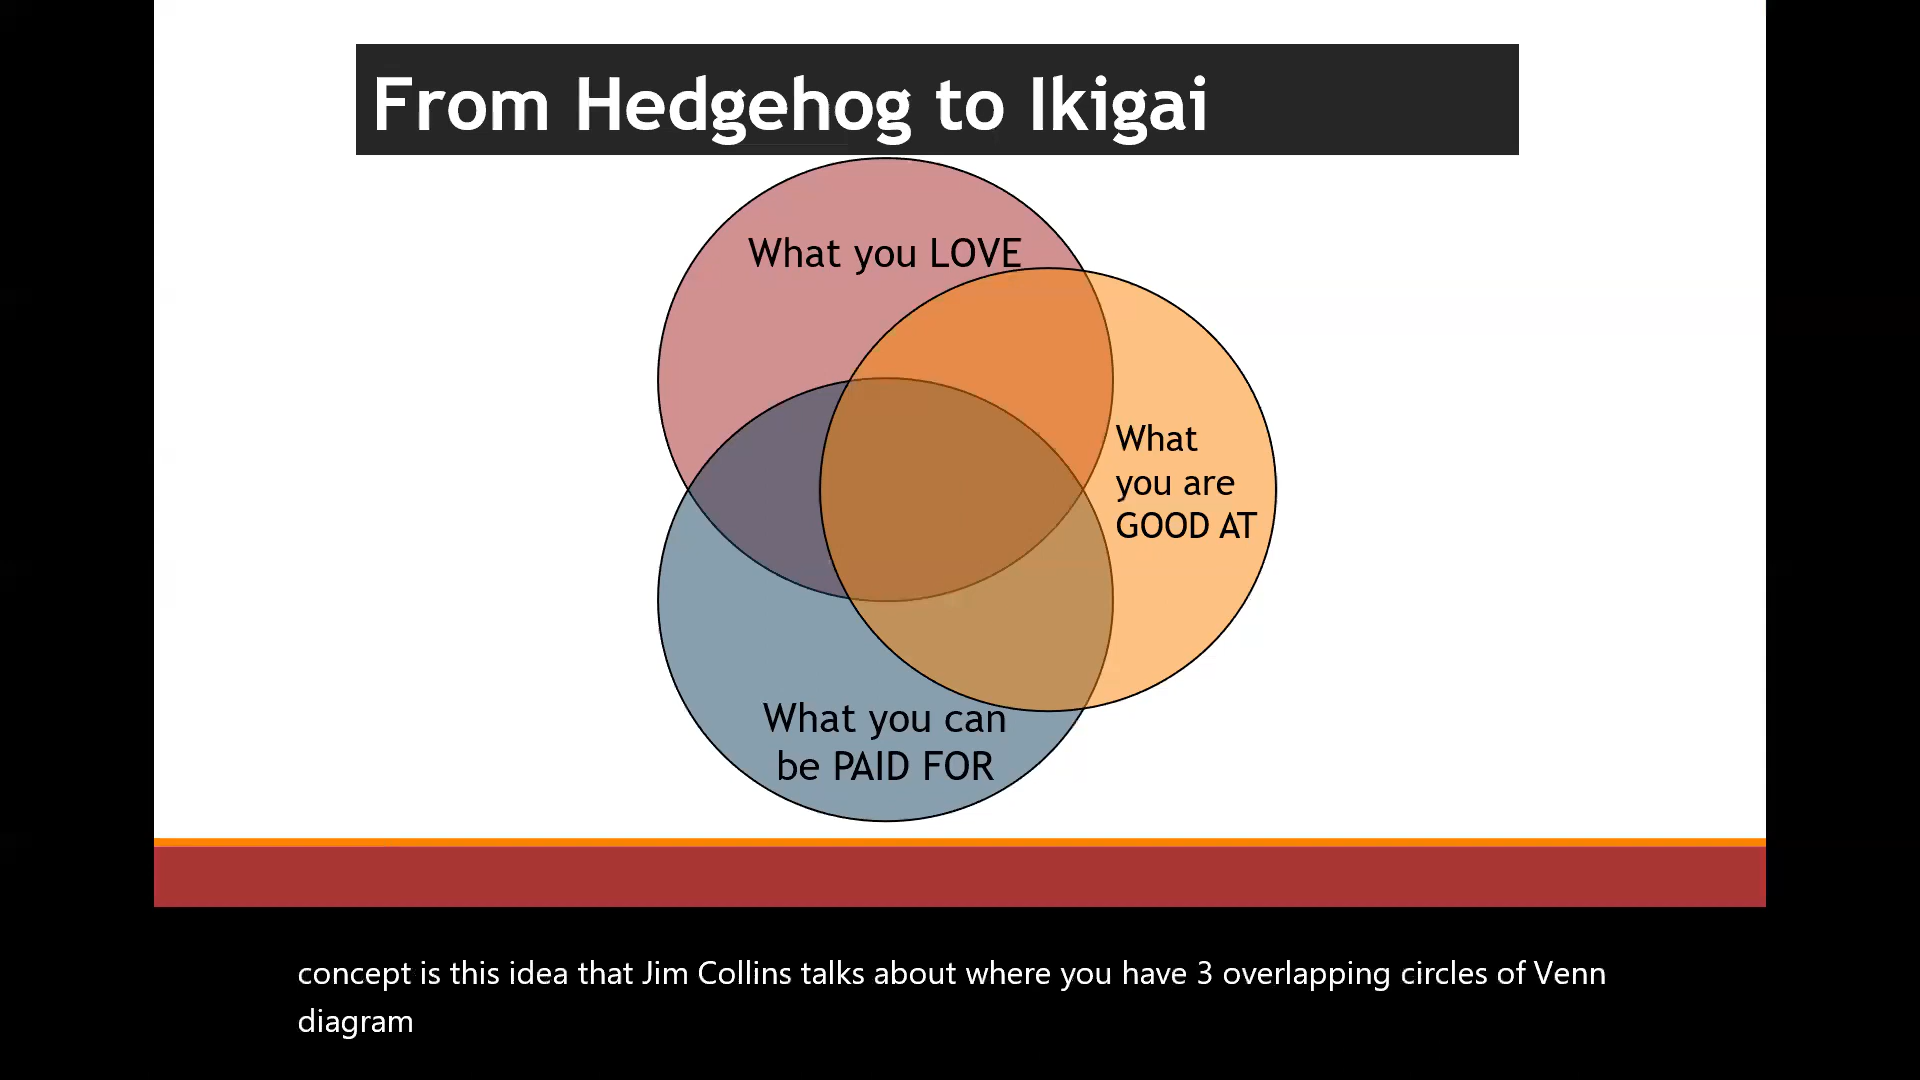 From Hedgehog to Ikigai
What you LOVE
What
you are
GOOD AT
What you can
be PAID FOR
concept is this idea that Jim Collins talks about where you have 3 overlapping circles of Venn
diagram